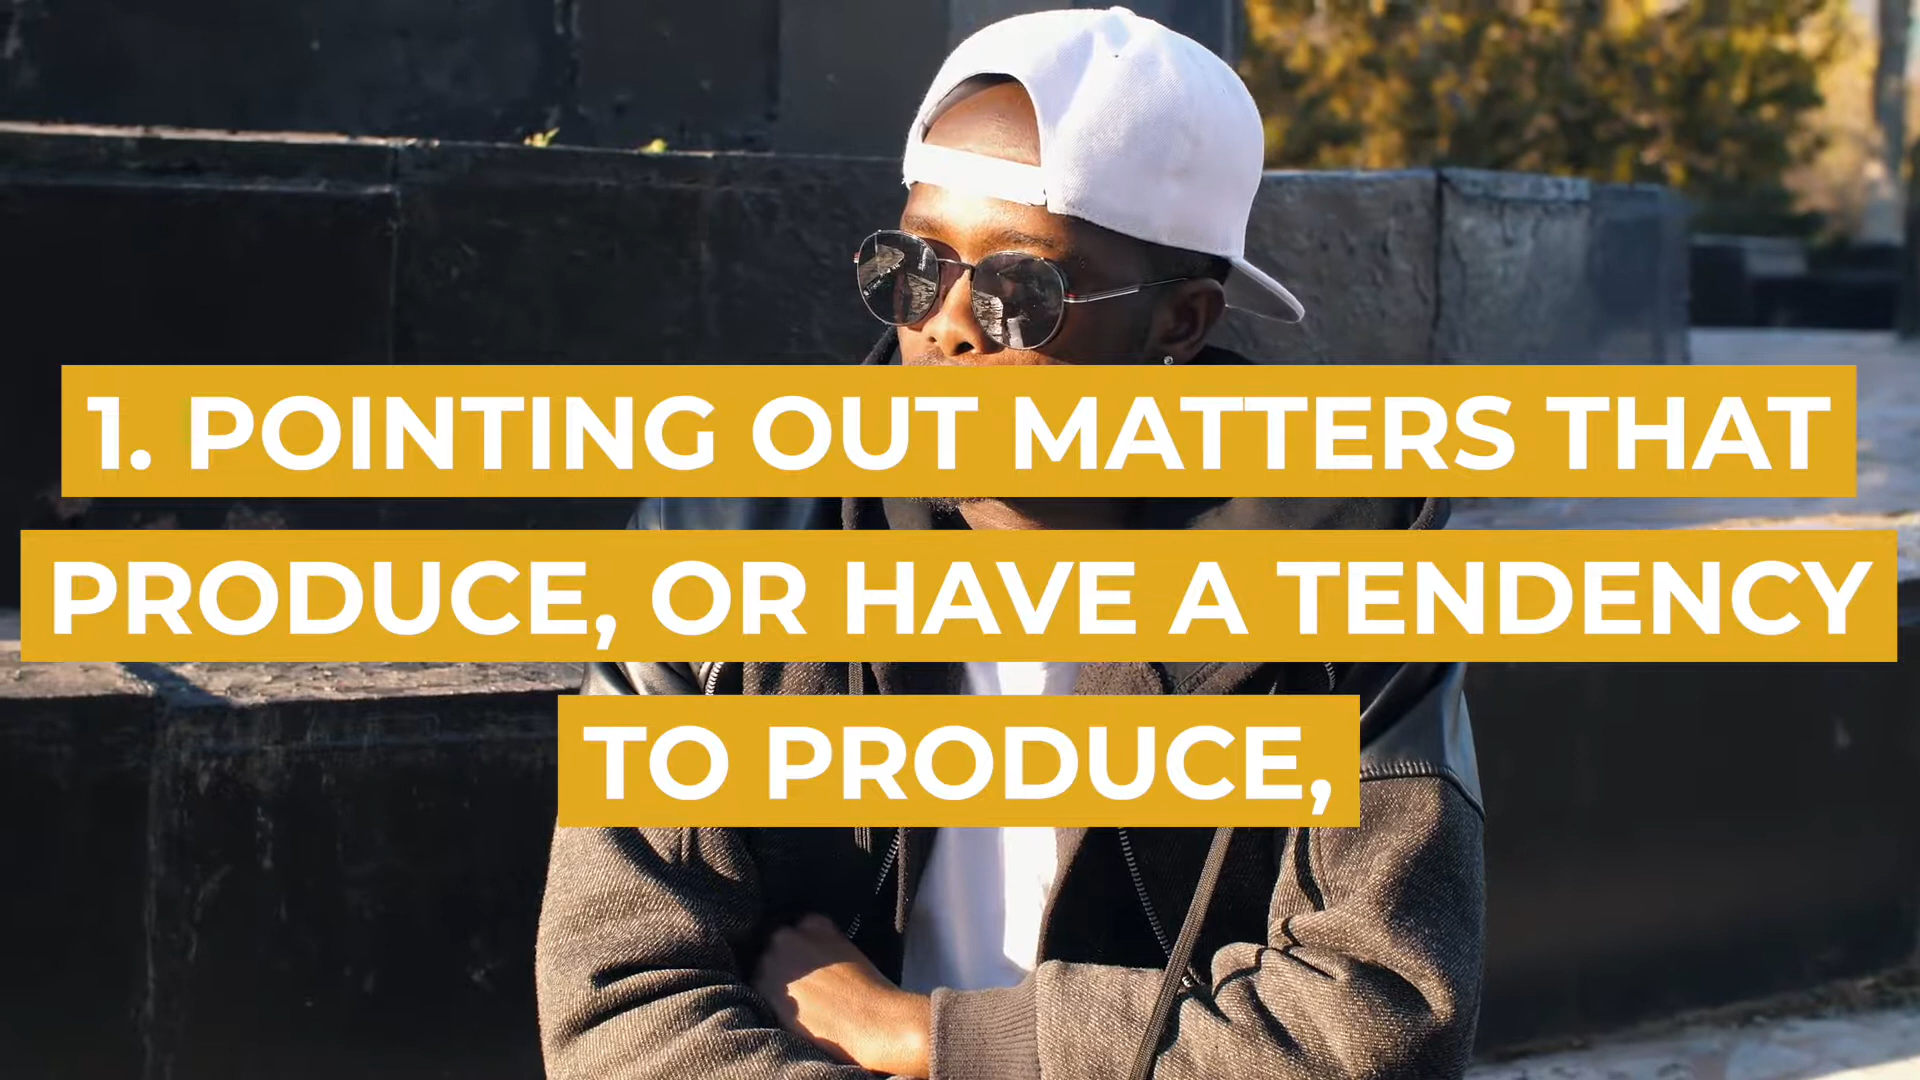 1. POINTING OUT MATTERS THAT
PRODUCE, OR HAVE A TENDENCY
TO PRODUCE,